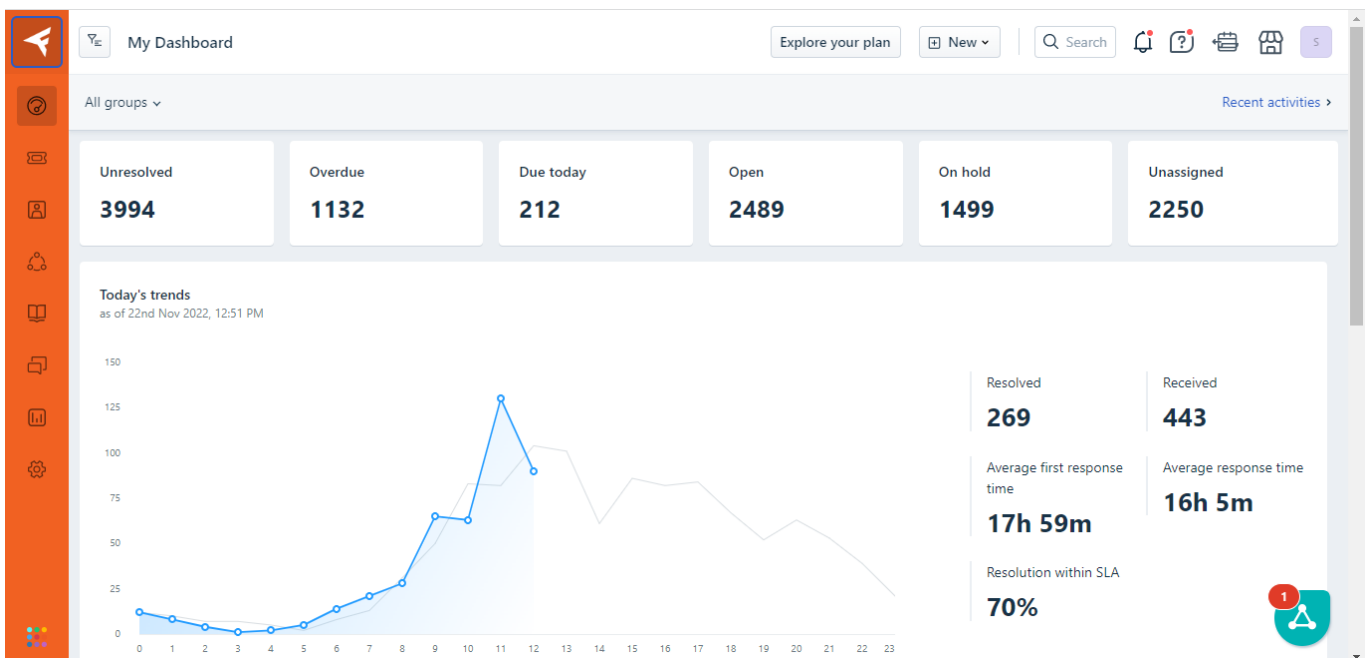 My Dashboard
Explore your plan
New
Search
S
All groups
Recent activities
Unresolved
3994
Overdue
1132
Due today
212
Open
2489
On hold
1499
Unassigned
2250
Today's trends
as of 22nd Nov 2022, 12:51 PM
150
125
100
75
50
25
0
0 1 2 3 4 5 6 7 8 9 10 11 12 13 14 15 16 17 18 19 20 21 22 23
Resolved
269
Received
443
Average first response
time
17h 59m
Average response time
16h 5m
Resolution within SLA
70%
1